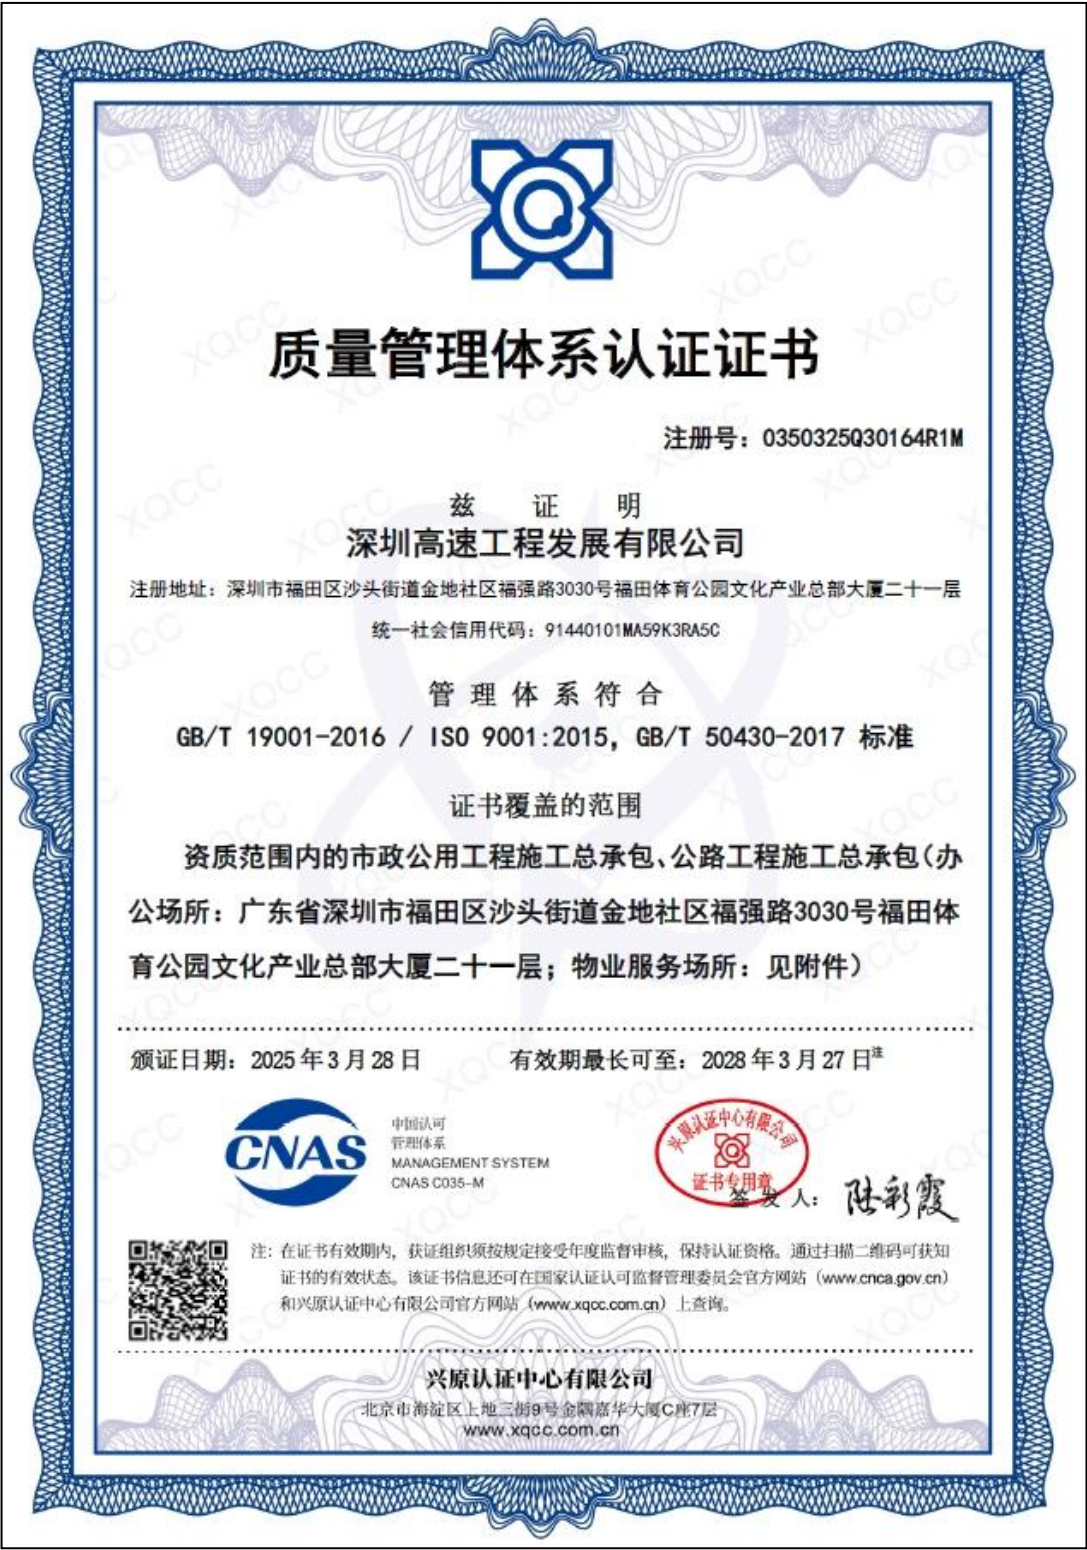 质量管理体系认证证书
注册号：0350325Q30164R1M
兹 证 明
深圳高速工程发展有限公司
注册地址：深圳市福田区沙头街道金地社区福强路3030号福田体育公园文化产业总部大厦二十一层
统一社会信用代码：91440101MA59K3RA5C
管理体系符合
GB/T 19001-2016 / ISO 9001:2015, GB/T 50430-2017 标准
证书覆盖的范围
资质范围内的市政公用工程施工总承包、公路工程施工总承包（办
公场所：广东省深圳市福田区沙头街道金地社区福强路3030号福田体
育公园文化产业总部大厦二十一层；物业服务场所：见附件）
颁证日期：2025年3月28日 有效期最长可至：2028年3月27日注
CNAS
中国认可
管理体系
MANAGEMENT SYSTEM
CNAS C035-M
兴原认证中心有限公司
证书专用章
签发人：陆彩霞
注：在证书有效期内，获证组织须按规定接受年度监督审核，保持认证资格。通过扫描二维码可获知
证书的有效状态。该证书信息还可在国家认证认可监督管理委员会官方网站（www.cnca.gov.cn）
和兴原认证中心有限公司官方网站（www.xqcc.com.cn）上查询。
兴原认证中心有限公司
北京市海淀区上地三街9号金隅嘉华大厦C座7层
www.xqcc.com.cn